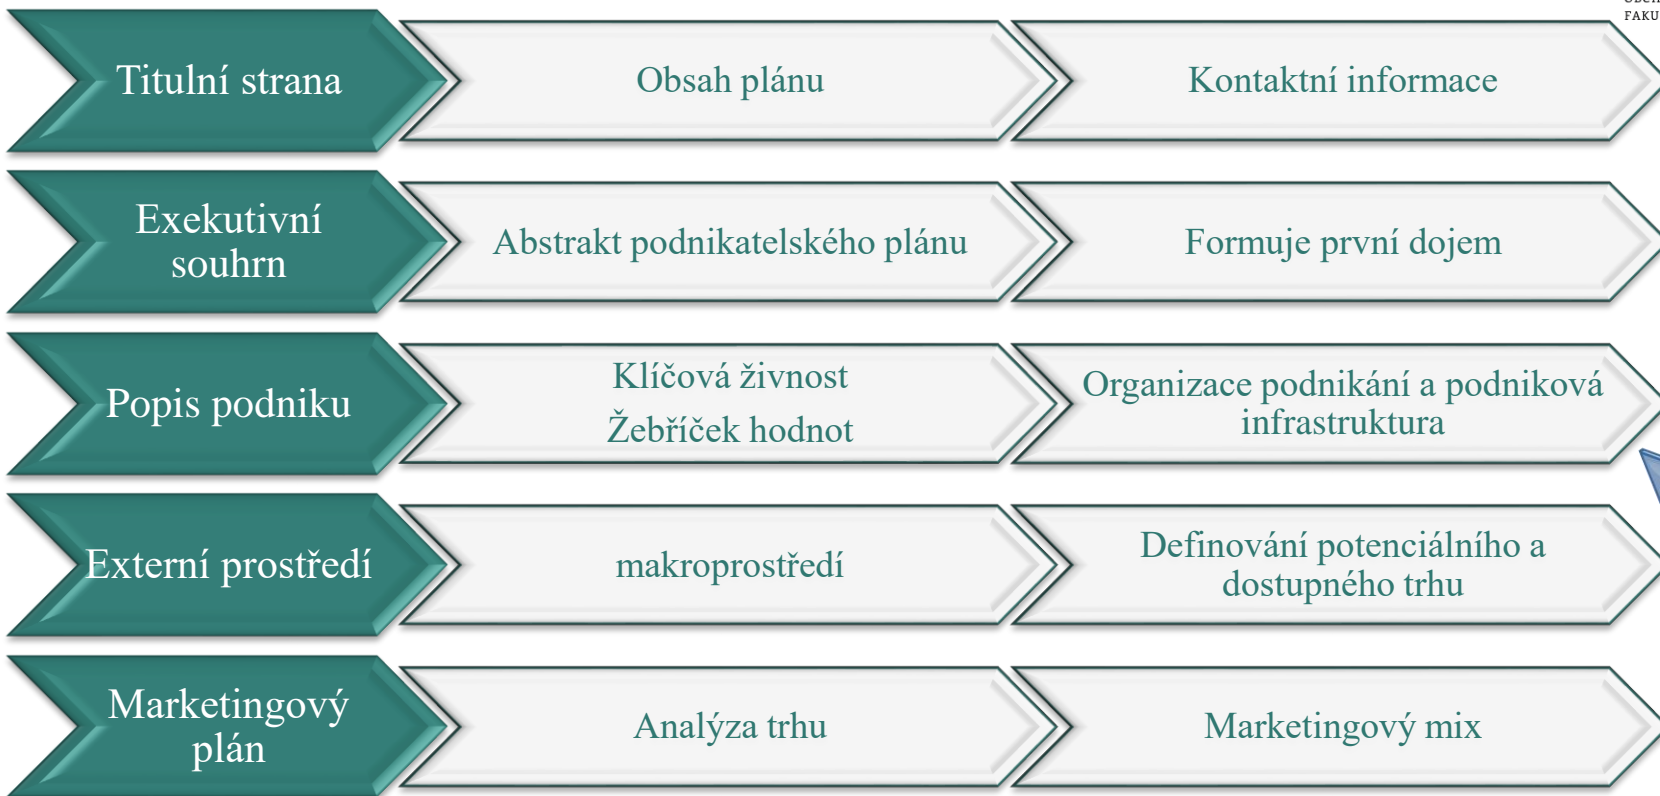 FAKU
Titulní strana
Obsah plánu
Kontaktní informace
Exekutivní
souhrn
Abstrakt podnikatelského plánu
Formuje první dojem
Popis podniku
Klíčová živnost
Žebříček hodnot
Organizace podnikání a podniková
infrastruktura
Externí prostředí
makroprostředí
Definování potenciálního a
dostupného trhu
Marketingový
plán
Analýza trhu
Marketingový mix